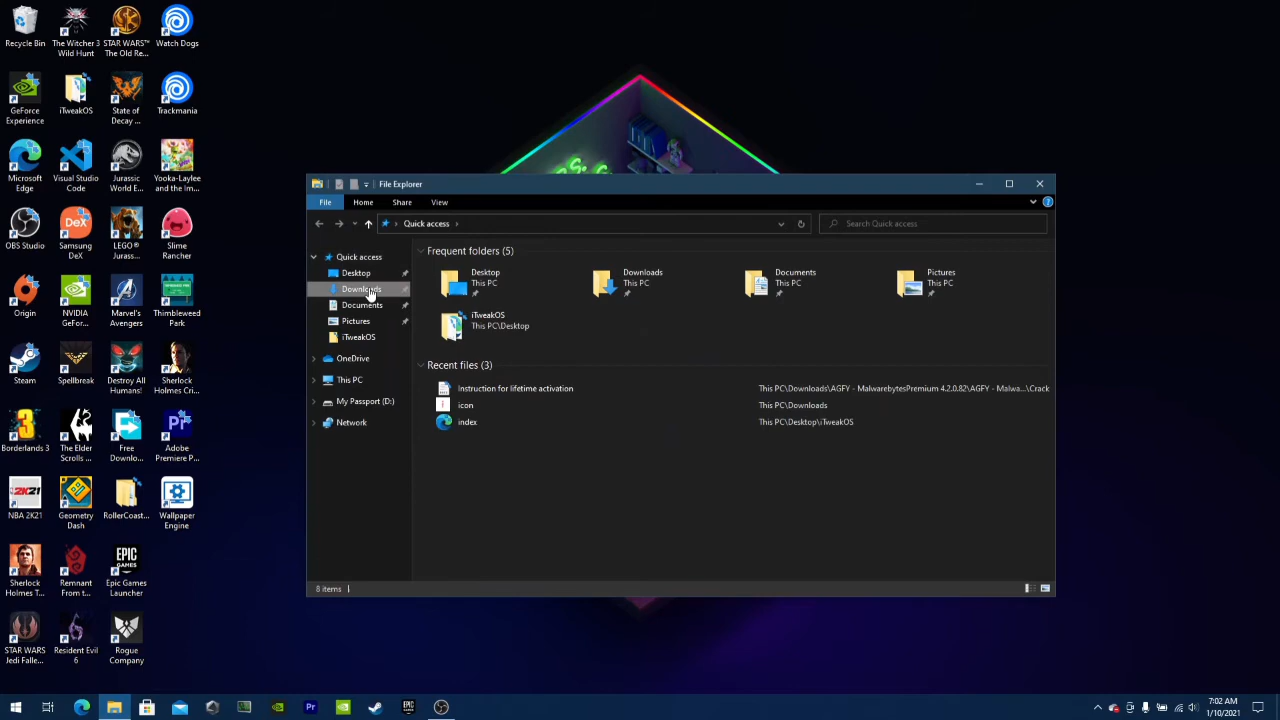 Recycle Bin
The Witcher 3
Wild Hunt
STAR WARS™
The Old Re...
Watch Dogs
GeForce
Experience
iTweakOS
State of
Decay ...
Trackmania
Microsoft
Edge
Visual Studio
Code
Jurassic
World E...
Yooka-Laylee
and the Im...
OBS Studio
Samsung
DeX
LEGO®
Juras...
Slime
Rancher
Origin
NVIDIA
GeFor...
Marvel's
Avengers
Thimbleweed
Park
Steam
Spellbreak
Destroy All
Humans!
Sherlock
Holmes Cri...
Borderlands 3
The Elder
Scrolls ...
Free
Downlo...
Adobe
Premiere P...
NBA 2K21
Geometry
Dash
RollerCoast...
Wallpaper
Engine
Sherlock
Holmes T...
Remnant
From t...
Epic Games
Launcher
STAR WARS
Jedi Falle...
Resident Evil
6
Rogue
Company
File Explorer
File
Home
Share
View
Quick access
Search Quick access
Quick access
Desktop
Downloads
Documents
Pictures
iTweakOS
OneDrive
This PC
My Passport (D:)
Network
Frequent folders (5)
Desktop
This PC
Downloads
This PC
Documents
This PC
Pictures
This PC
iTweakOS
This PC\Desktop
Recent files (3)
Instruction for lifetime activation
This PC\Downloads\AGFY - MalwarebytesPremium 4.2.0.82\AGFY - Malwa...\Crack
icon
This PC\Downloads
index
This PC\Desktop\iTweakOS
8 items
7:02 AM
1/10/2021